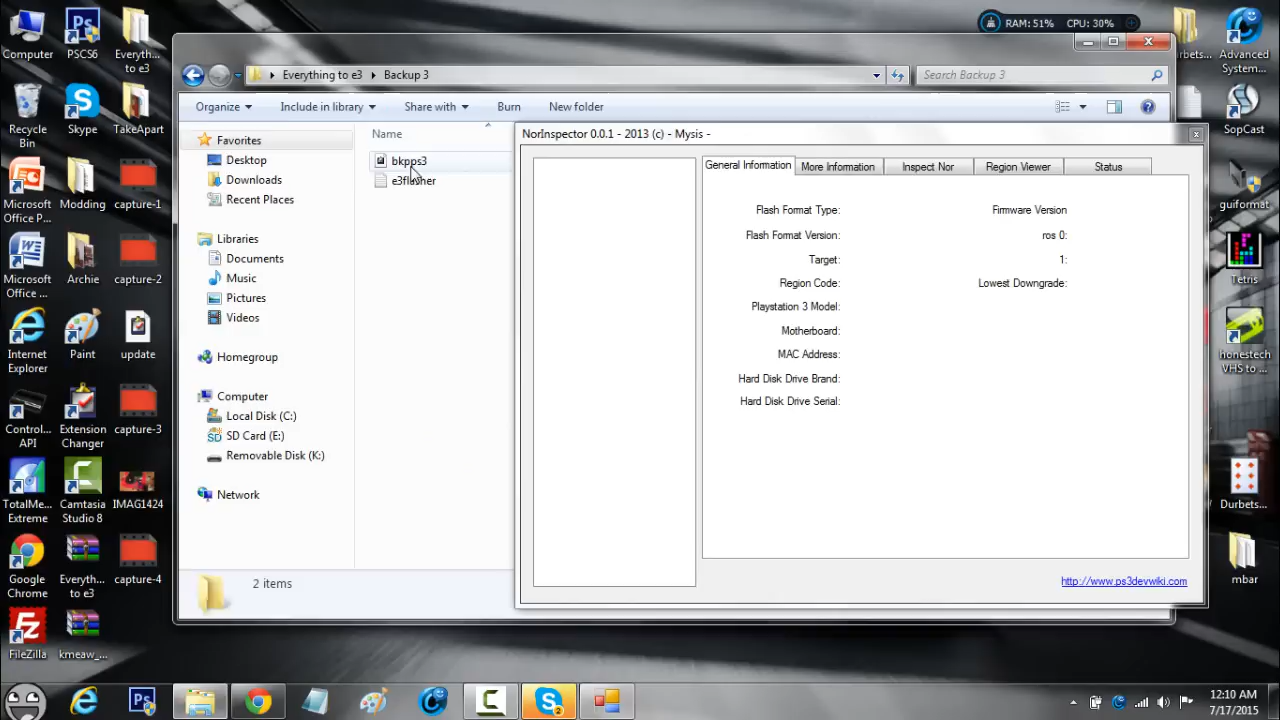 RAM: 51% CPU: 30%
Computer
PSCS6
Everyth... to e3
Recycle Bin
Skype
TakeApart
Microsoft Office P...
Modding
capture-1
Microsoft Office ...
Archie
capture-2
Internet Explorer
Paint
update
Control... API
Extension Changer
capture-3
TotalMe... Extreme
Camtasia Studio 8
IMAG1424
Google Chrome
Everyth... to e3
capture-4
FileZilla
kmeaw_...
Everything to e3
Backup 3
Search Backup 3
Organize
Include in library
Share with
Burn
New folder
Favorites
Desktop
Downloads
Recent Places
Libraries
Documents
Music
Pictures
Videos
Homegroup
Computer
Local Disk (C:)
SD Card (E:)
Removable Disk (K:)
Network
Name
bkpps3
2 items
NorInspector 0.0.1 - 2013 (c) - Mysis -
General Information
More Information
Inspect Nor
Region Viewer
Status
Flash Format Type:
Firmware Version
Flash Format Version:
ros 0:
Target:
1:
Region Code:
Lowest Downgrade:
Playstation 3 Model:
Motherboard:
MAC Address:
Hard Disk Drive Brand:
Hard Disk Drive Serial:
http://www.ps3devwiki.com
Advanced System...
SopCast
guiformat
Tetris
honestech VHS to ...
Durbets...
mbar
2
12:10 AM
7/17/2015